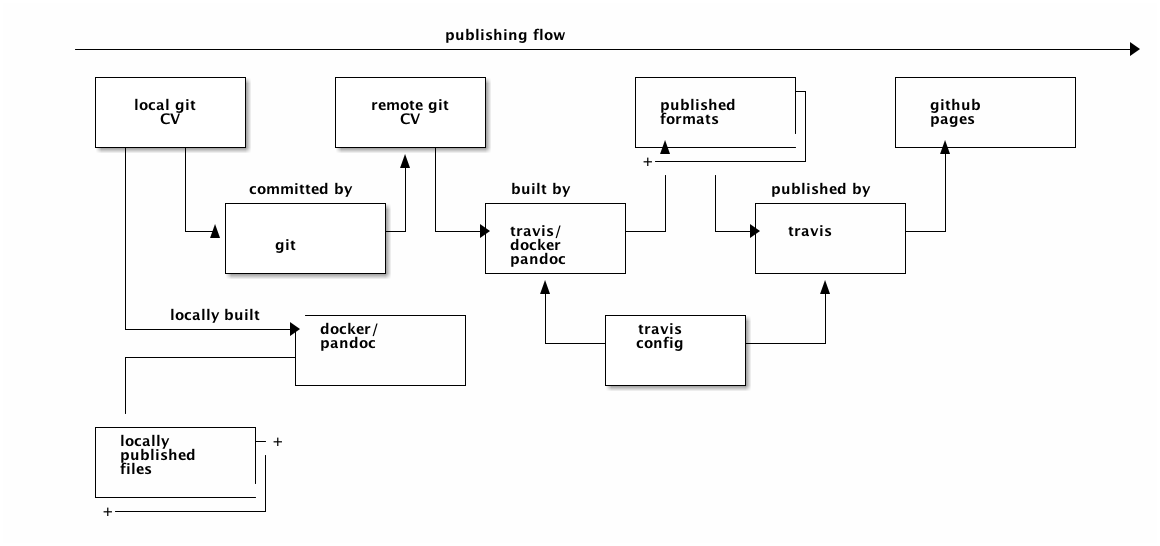 publishing flow
local git
CV
remote git
CV
published
formats
+
github
pages
committed by
git
built by
travis/
docker
pandoc
published by
travis
locally built
docker/
pandoc
travis
config
locally
published
files
+
+